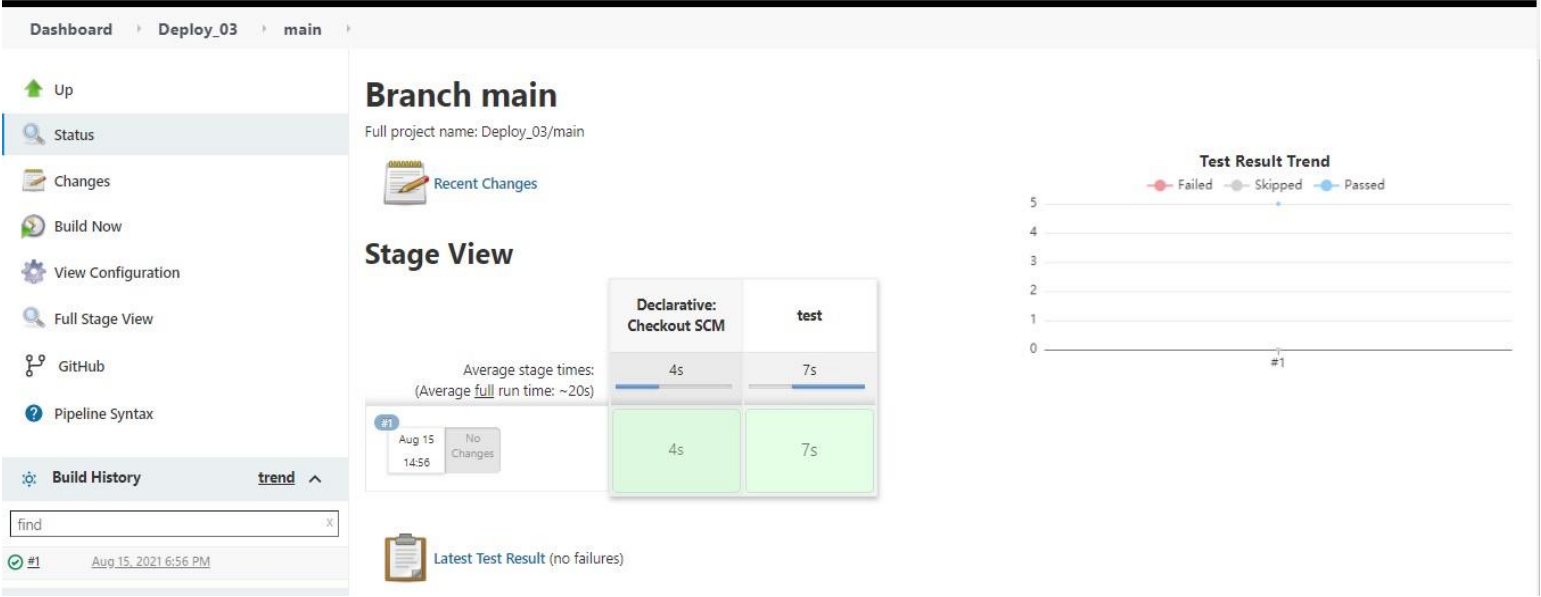 Dashboard Deploy_03 main
Up
Status
Changes
Build Now
View Configuration
Full Stage View
GitHub
Pipeline Syntax
Build History trend
find X
#1 Aug 15, 2021 6:56 PM
Branch main
Full project name: Deploy_03/main
Recent Changes
Stage View
Declarative:
Checkout SCM
test
Average stage times:
(Average full run time: ~20s)
4s 7s
#1
Aug 15
14:56
No
Changes
4s 7s
Latest Test Result (no failures)
Test Result Trend
Failed Skipped Passed
5
4
3
2
1
0
#1